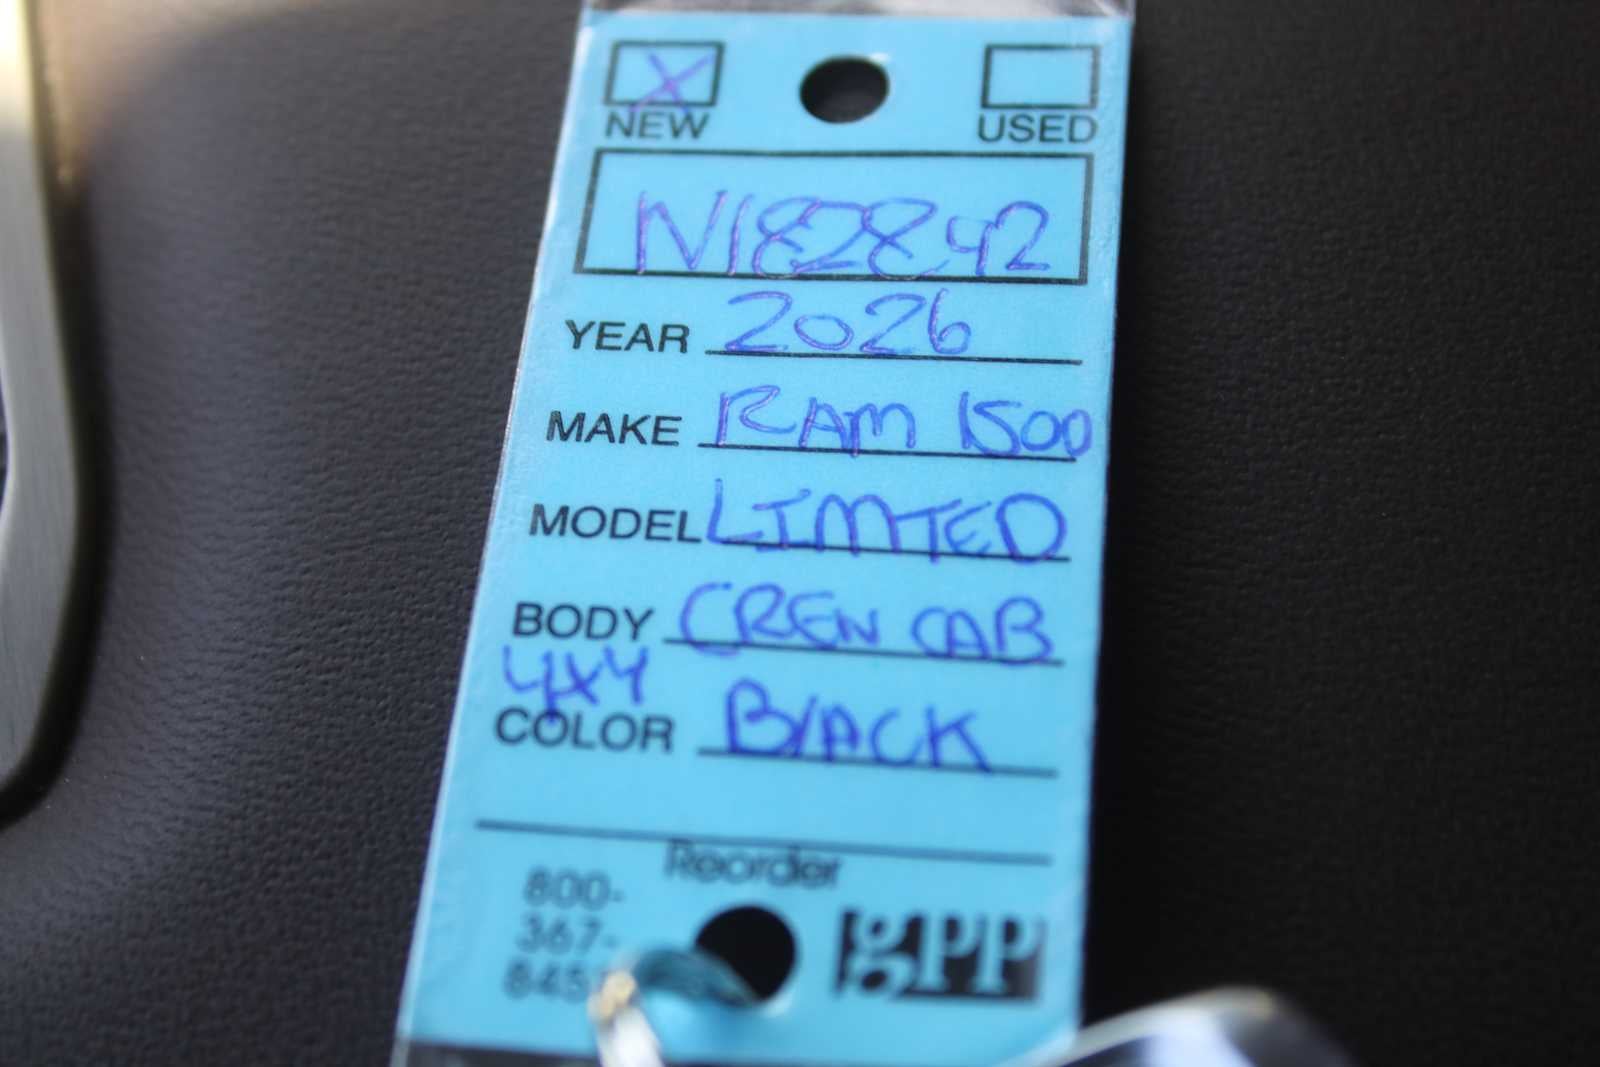 X
NEW USED
N182842
YEAR 2026
MAKE RAM 1500
MODEL LIMTED
BODY CREW CAB
4X4
COLOR BLACK
Reorder
800-
367-
845
gpp